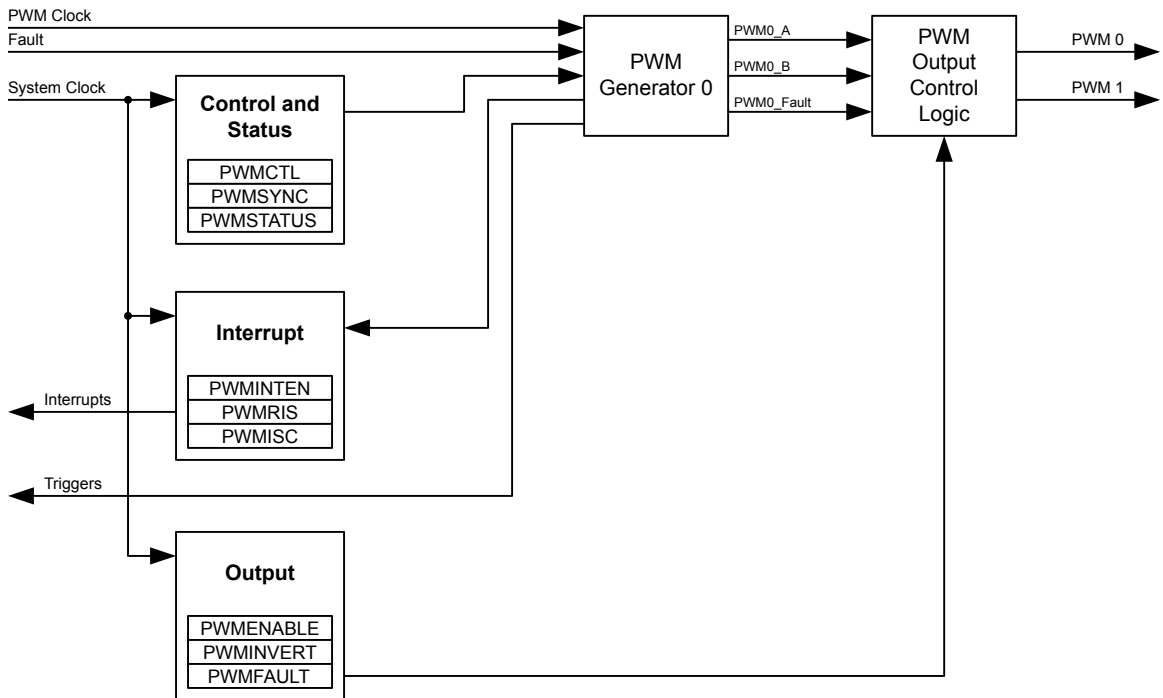 PWM Clock
Fault
System Clock
Control and
Status
PWMCTL
PWMSYNC
PWMSTATUS
Interrupt
PWMINTEN
PWMRIS
PWMISC
Interrupts
Triggers
Output
PWMENABLE
PWMINVERT
PWMFAULT
PWM
Generator 0
PWM0_A
PWM0_B
PWM0_Fault
PWM
Output
Control
Logic
PWM 0
PWM 1